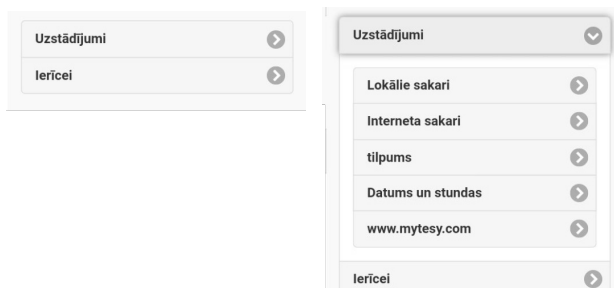 Uzstādījumi
Ierīcei
Uzstādījumi
Lokālie sakari
Interneta sakari
tilpums
Datums un stundas
www.mytesy.com
Ierīcei